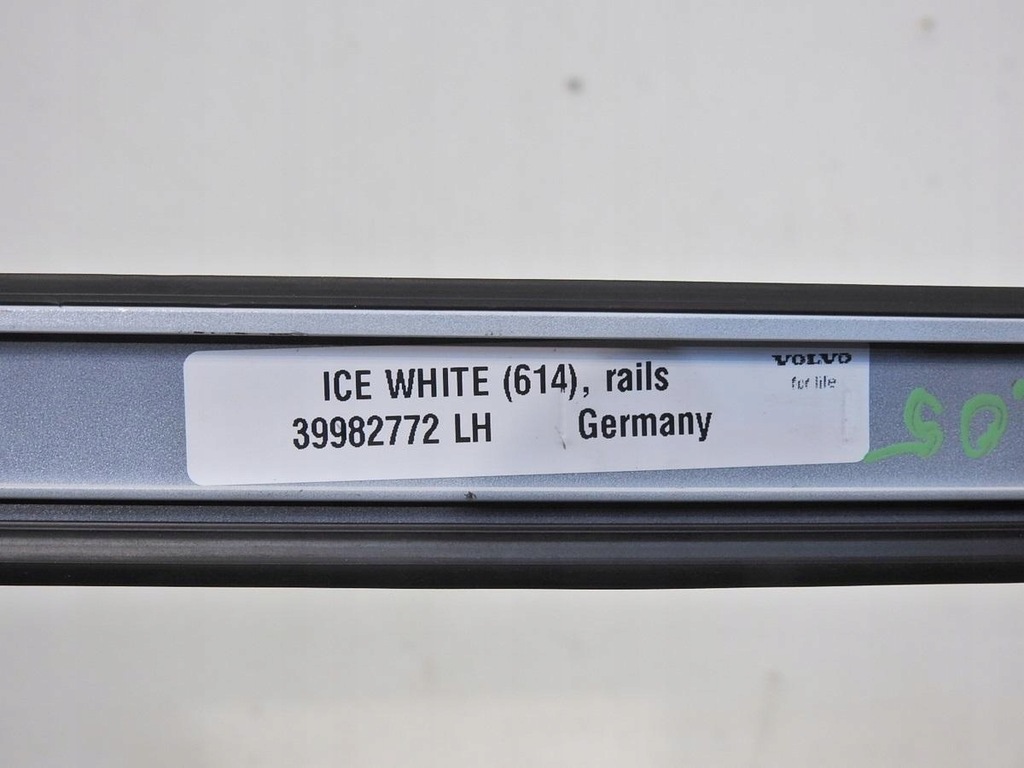 ICE WHITE (614), rails
39982772 LH Germany
VOLVO
for life